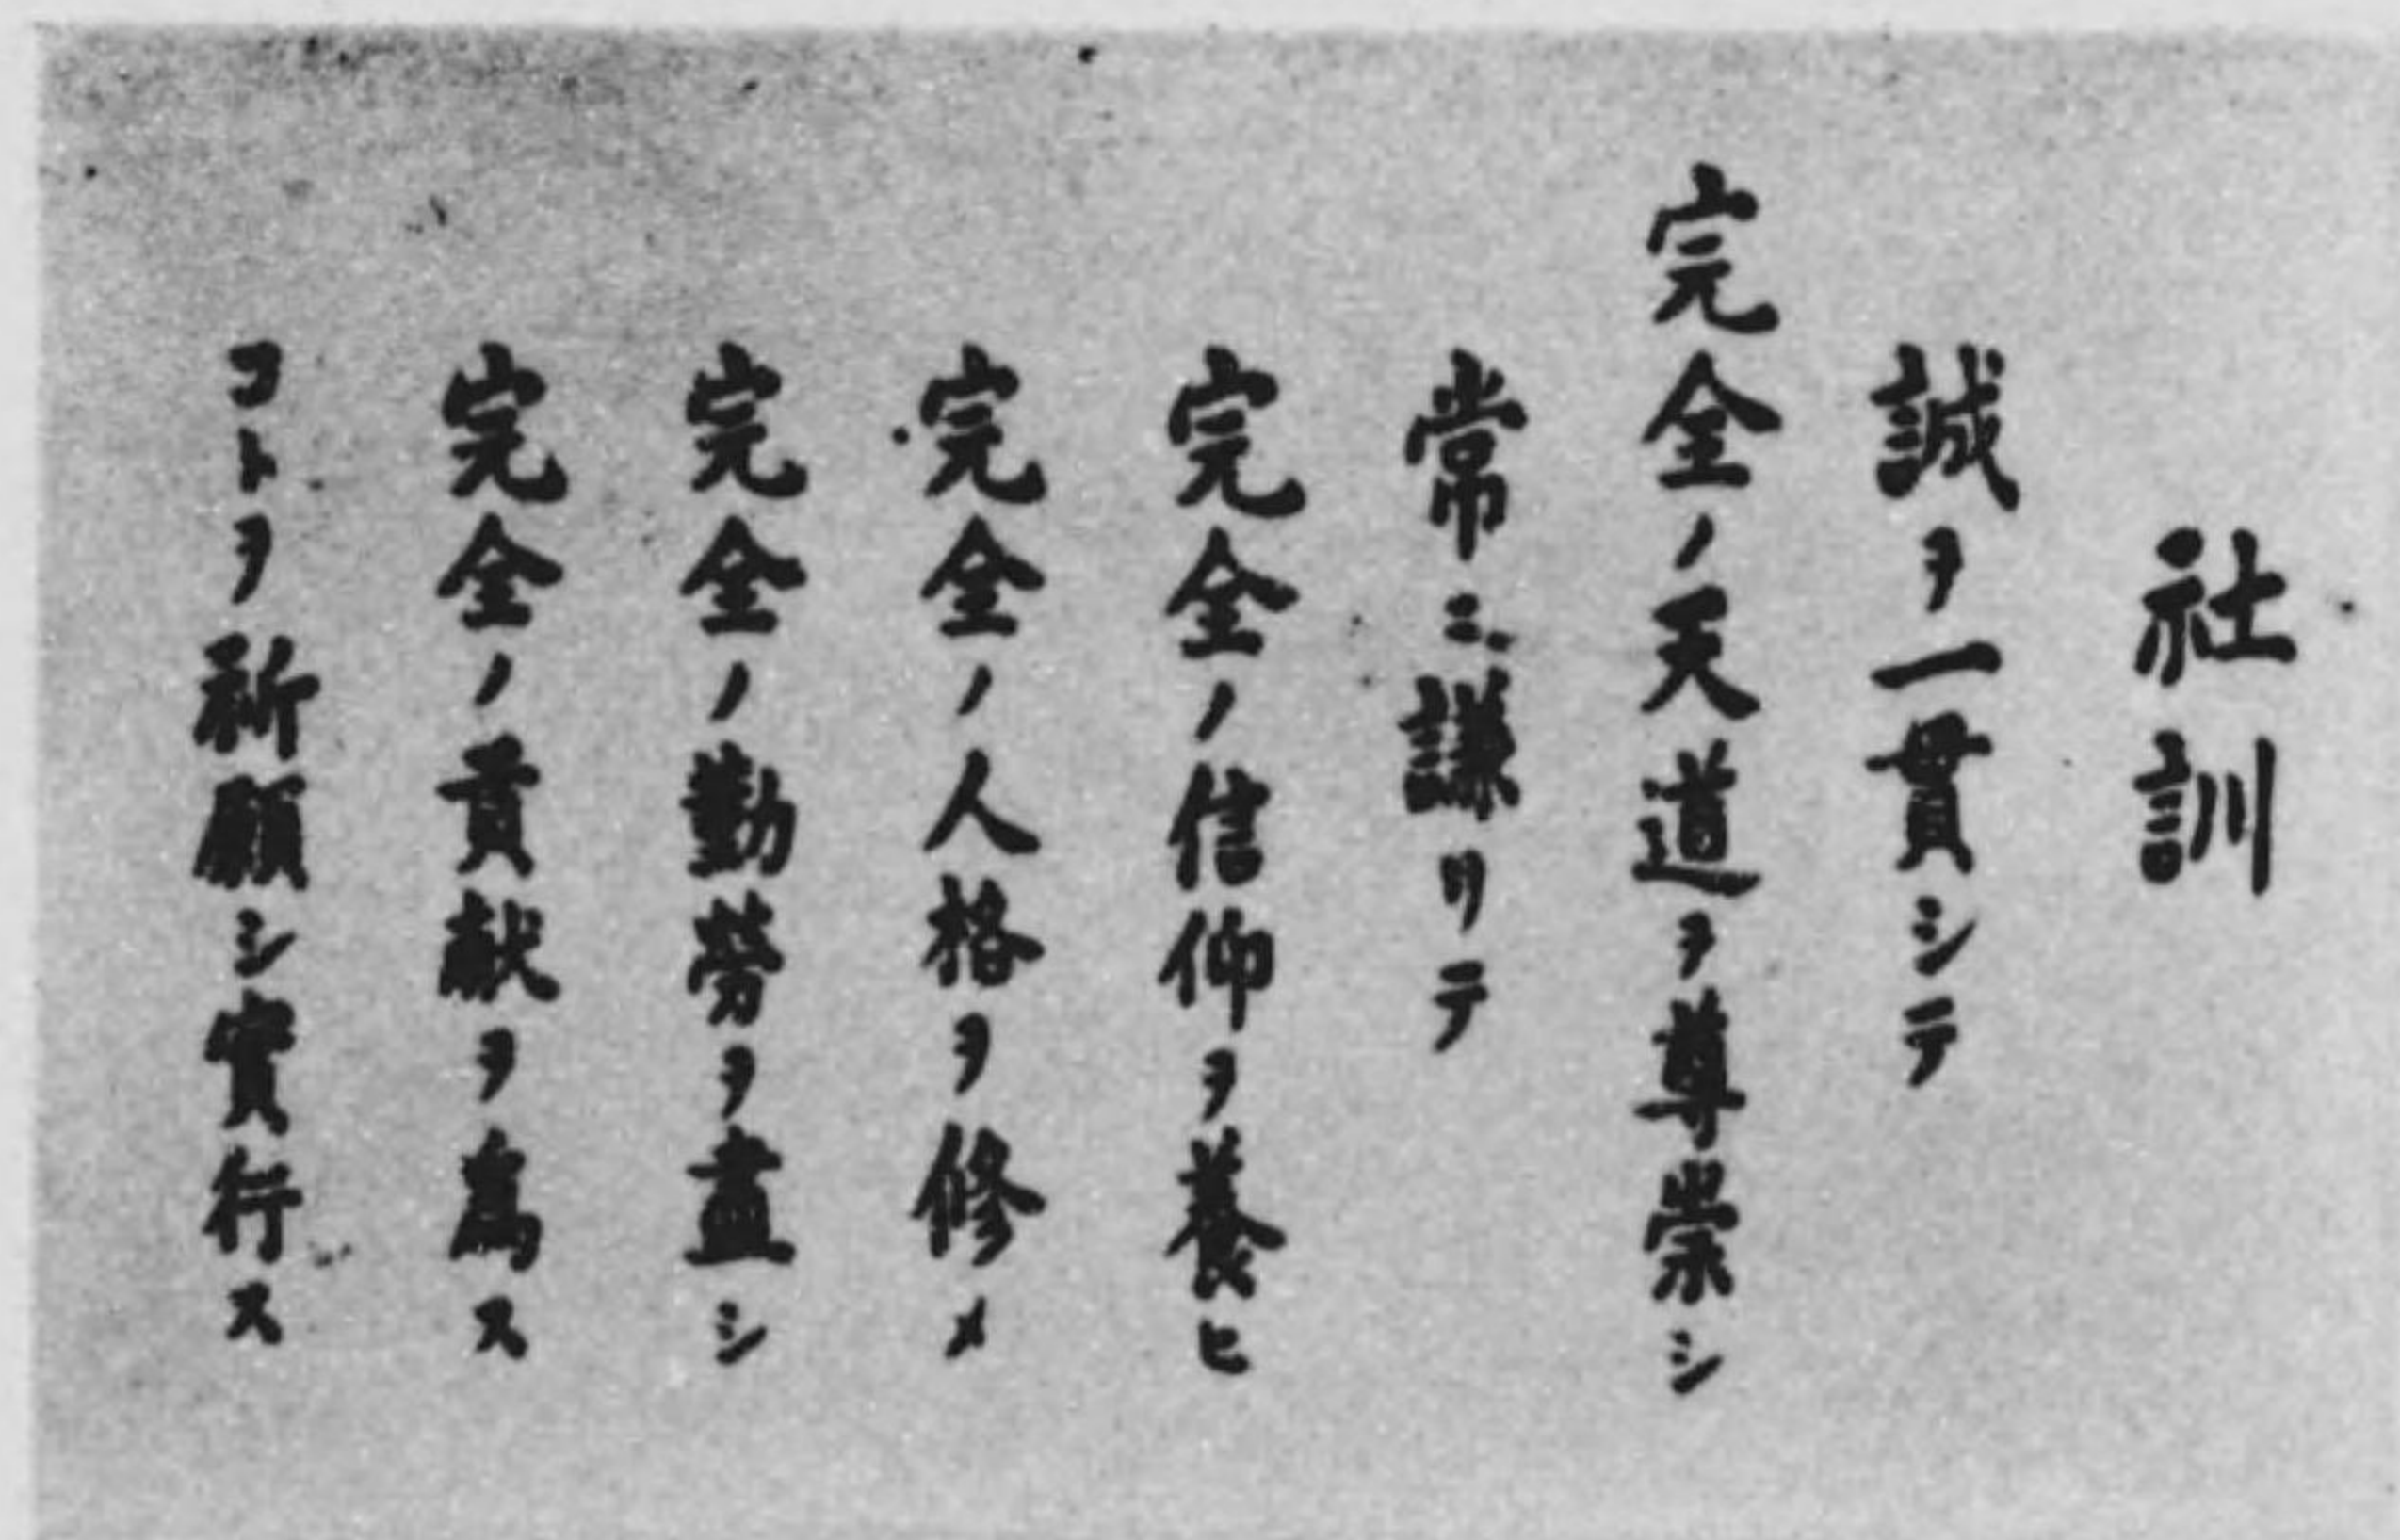 社訓
誠ヲ一貫シテ
完全ノ天道ヲ尊崇シ
常ニ謙リテ
完全ノ信仰ヲ養ヒ
完全ノ人格ヲ修メ
完全ノ勤勞ヲ盡シ
完全ノ貢献ヲ為ス
コトヲ祈願シ實行ス